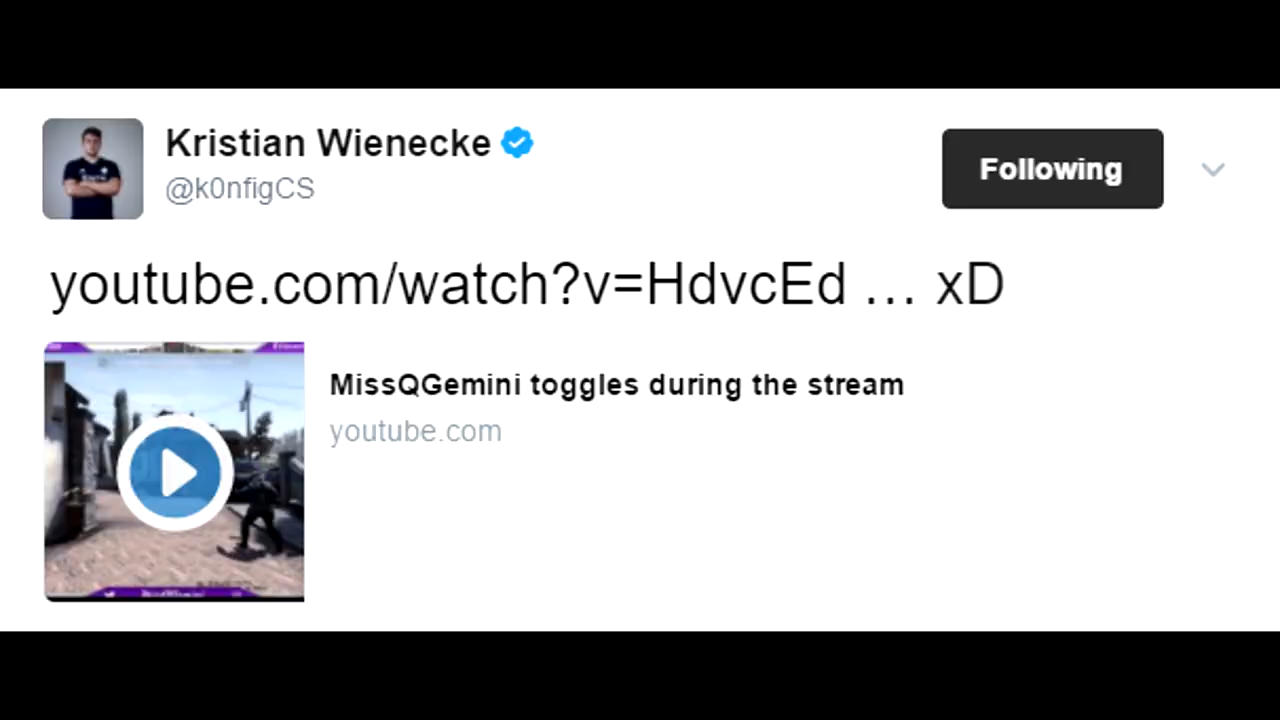 Kristian Wienecke
@k0nfigCS
Following
youtube.com/watch?v=HdvcEd ... xD
MissQGemini toggles during the stream
youtube.com